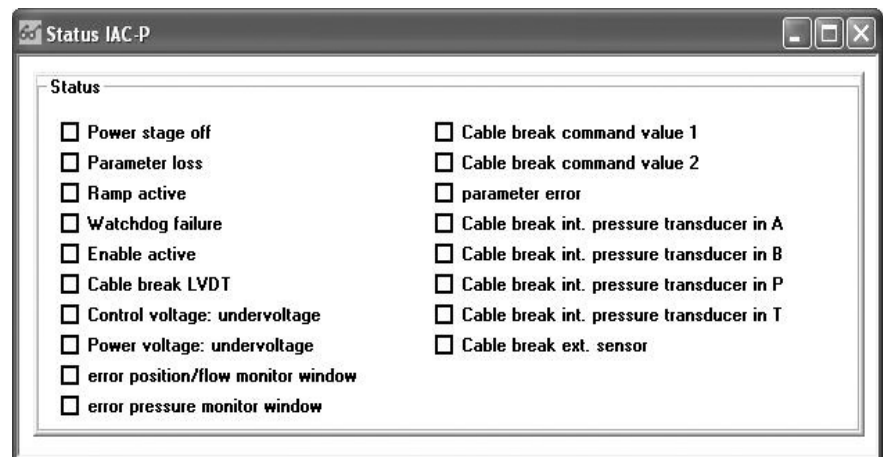 Status IAC-P
Status
Power stage off
Parameter loss
Ramp active
Watchdog failure
Enable active
Cable break LVDT
Control voltage: undervoltage
Power voltage: undervoltage
error position/flow monitor window
error pressure monitor window
Cable break command value 1
Cable break command value 2
parameter error
Cable break int. pressure transducer in A
Cable break int. pressure transducer in B
Cable break int. pressure transducer in P
Cable break int. pressure transducer in T
Cable break ext. sensor